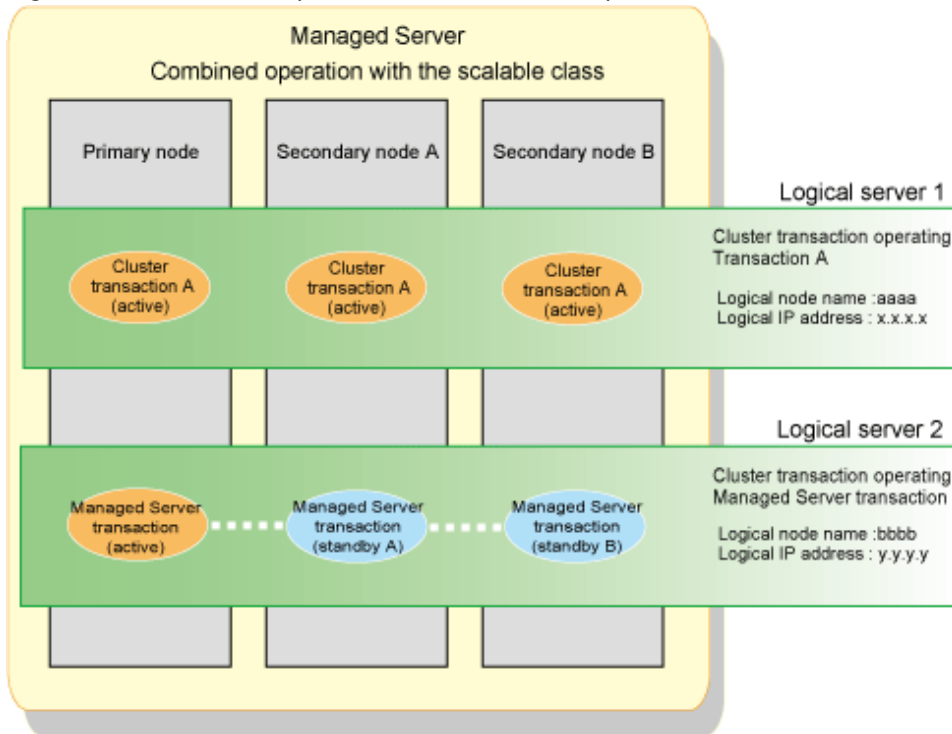 Managed Server
Combined operation with the scalable class
Primary node
Secondary node A
Secondary node B
Logical server 1
Cluster
transaction A
(active)
Cluster
transaction A
(active)
Cluster
transaction A
(active)
Cluster transaction operating
Transaction A
Logical node name :aaaa
Logical IP address : x.x.x.x
Logical server 2
Managed Server
transaction
(active)
Managed Server
transaction
(standby A)
Managed Server
transaction
(standby B)
Cluster transaction operating
Managed Server transaction
Logical node name :bbbb
Logical IP address : y.y.y.y